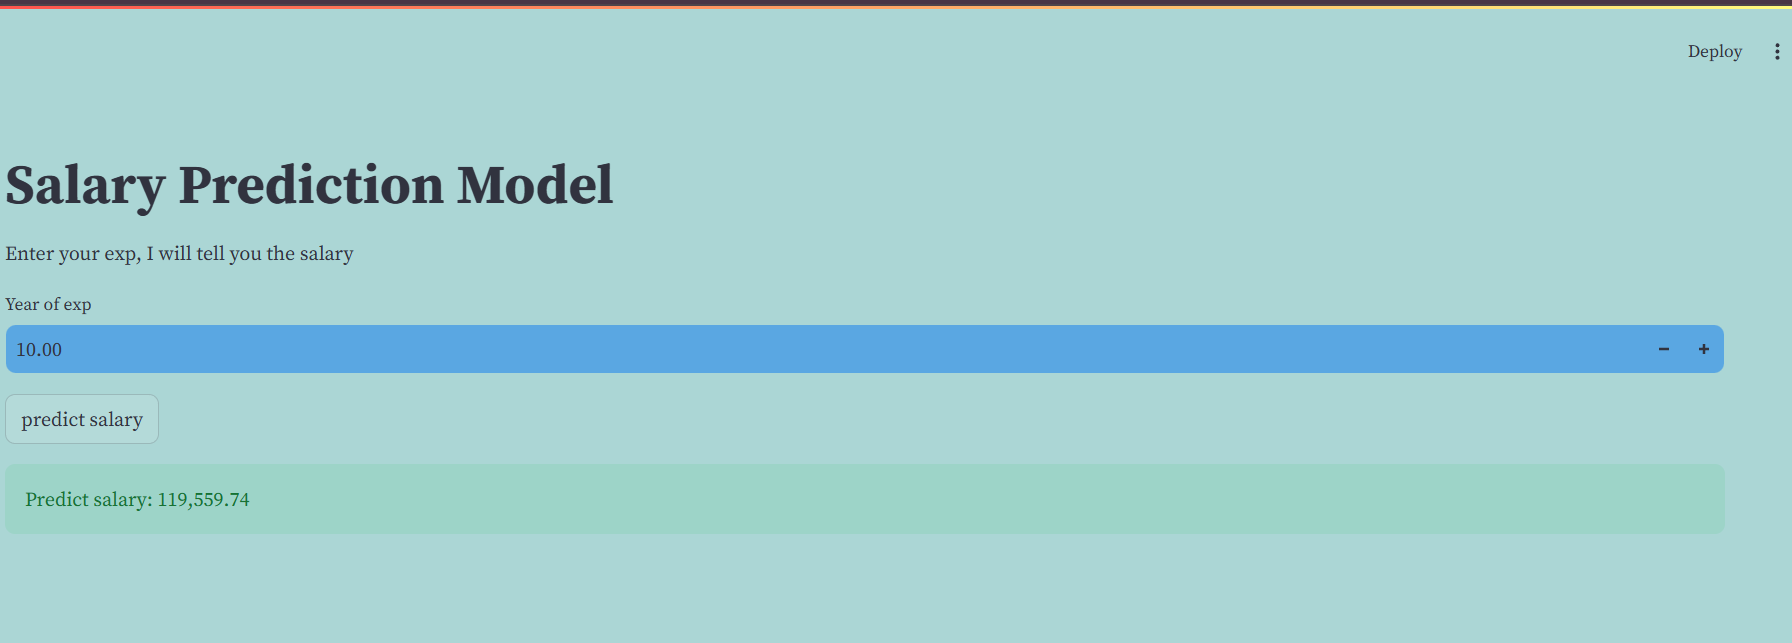 Deploy
Salary Prediction Model
Enter your exp, I will tell you the salary
Year of exp
10.00
predict salary
Predict salary: 119,559.74